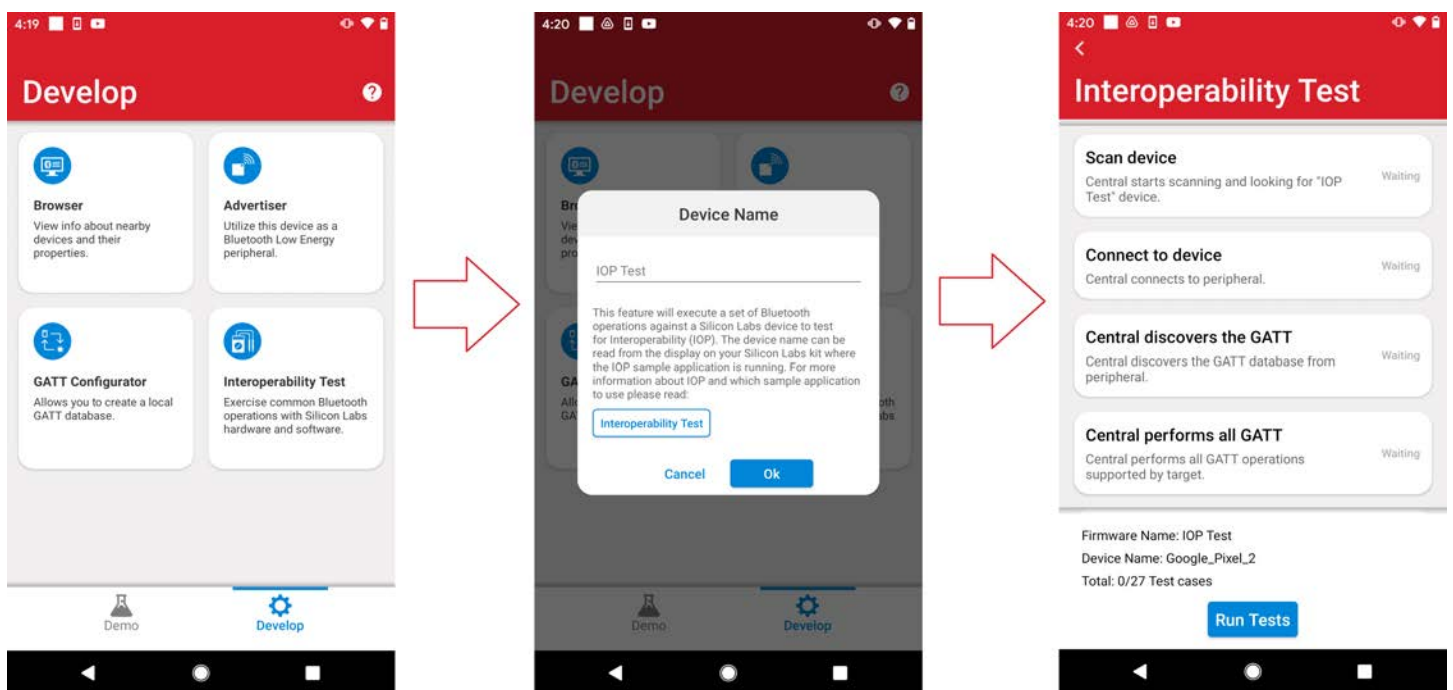 4:19
Develop
Browser
View info about nearby
devices and their
properties.
Advertiser
Utilize this device as a
Bluetooth Low Energy
peripheral.
GATT Configurator
Allows you to create a local
GATT database.
Interoperability Test
Exercise common Bluetooth
operations with Silicon Labs
hardware and software.
Demo
Develop
4:20
Develop
Device Name
IOP Test
This feature will execute a set of Bluetooth
operations against a Silicon Labs device to test
for Interoperability (IOP). The device name can be
read from the display on your Silicon Labs kit where
the IOP sample application is running. For more
information about IOP and which sample application
to use please read:
Interoperability Test
Cancel
Ok
Demo
Develop
4:20
Interoperability Test
Scan device
Central starts scanning and looking for "IOP
Test" device.
Waiting
Connect to device
Central connects to peripheral.
Waiting
Central discovers the GATT
Central discovers the GATT database from
peripheral.
Waiting
Central performs all GATT
Central performs all GATT operations
supported by target.
Waiting
Firmware Name: IOP Test
Device Name: Google_Pixel_2
Total: 0/27 Test cases
Run Tests